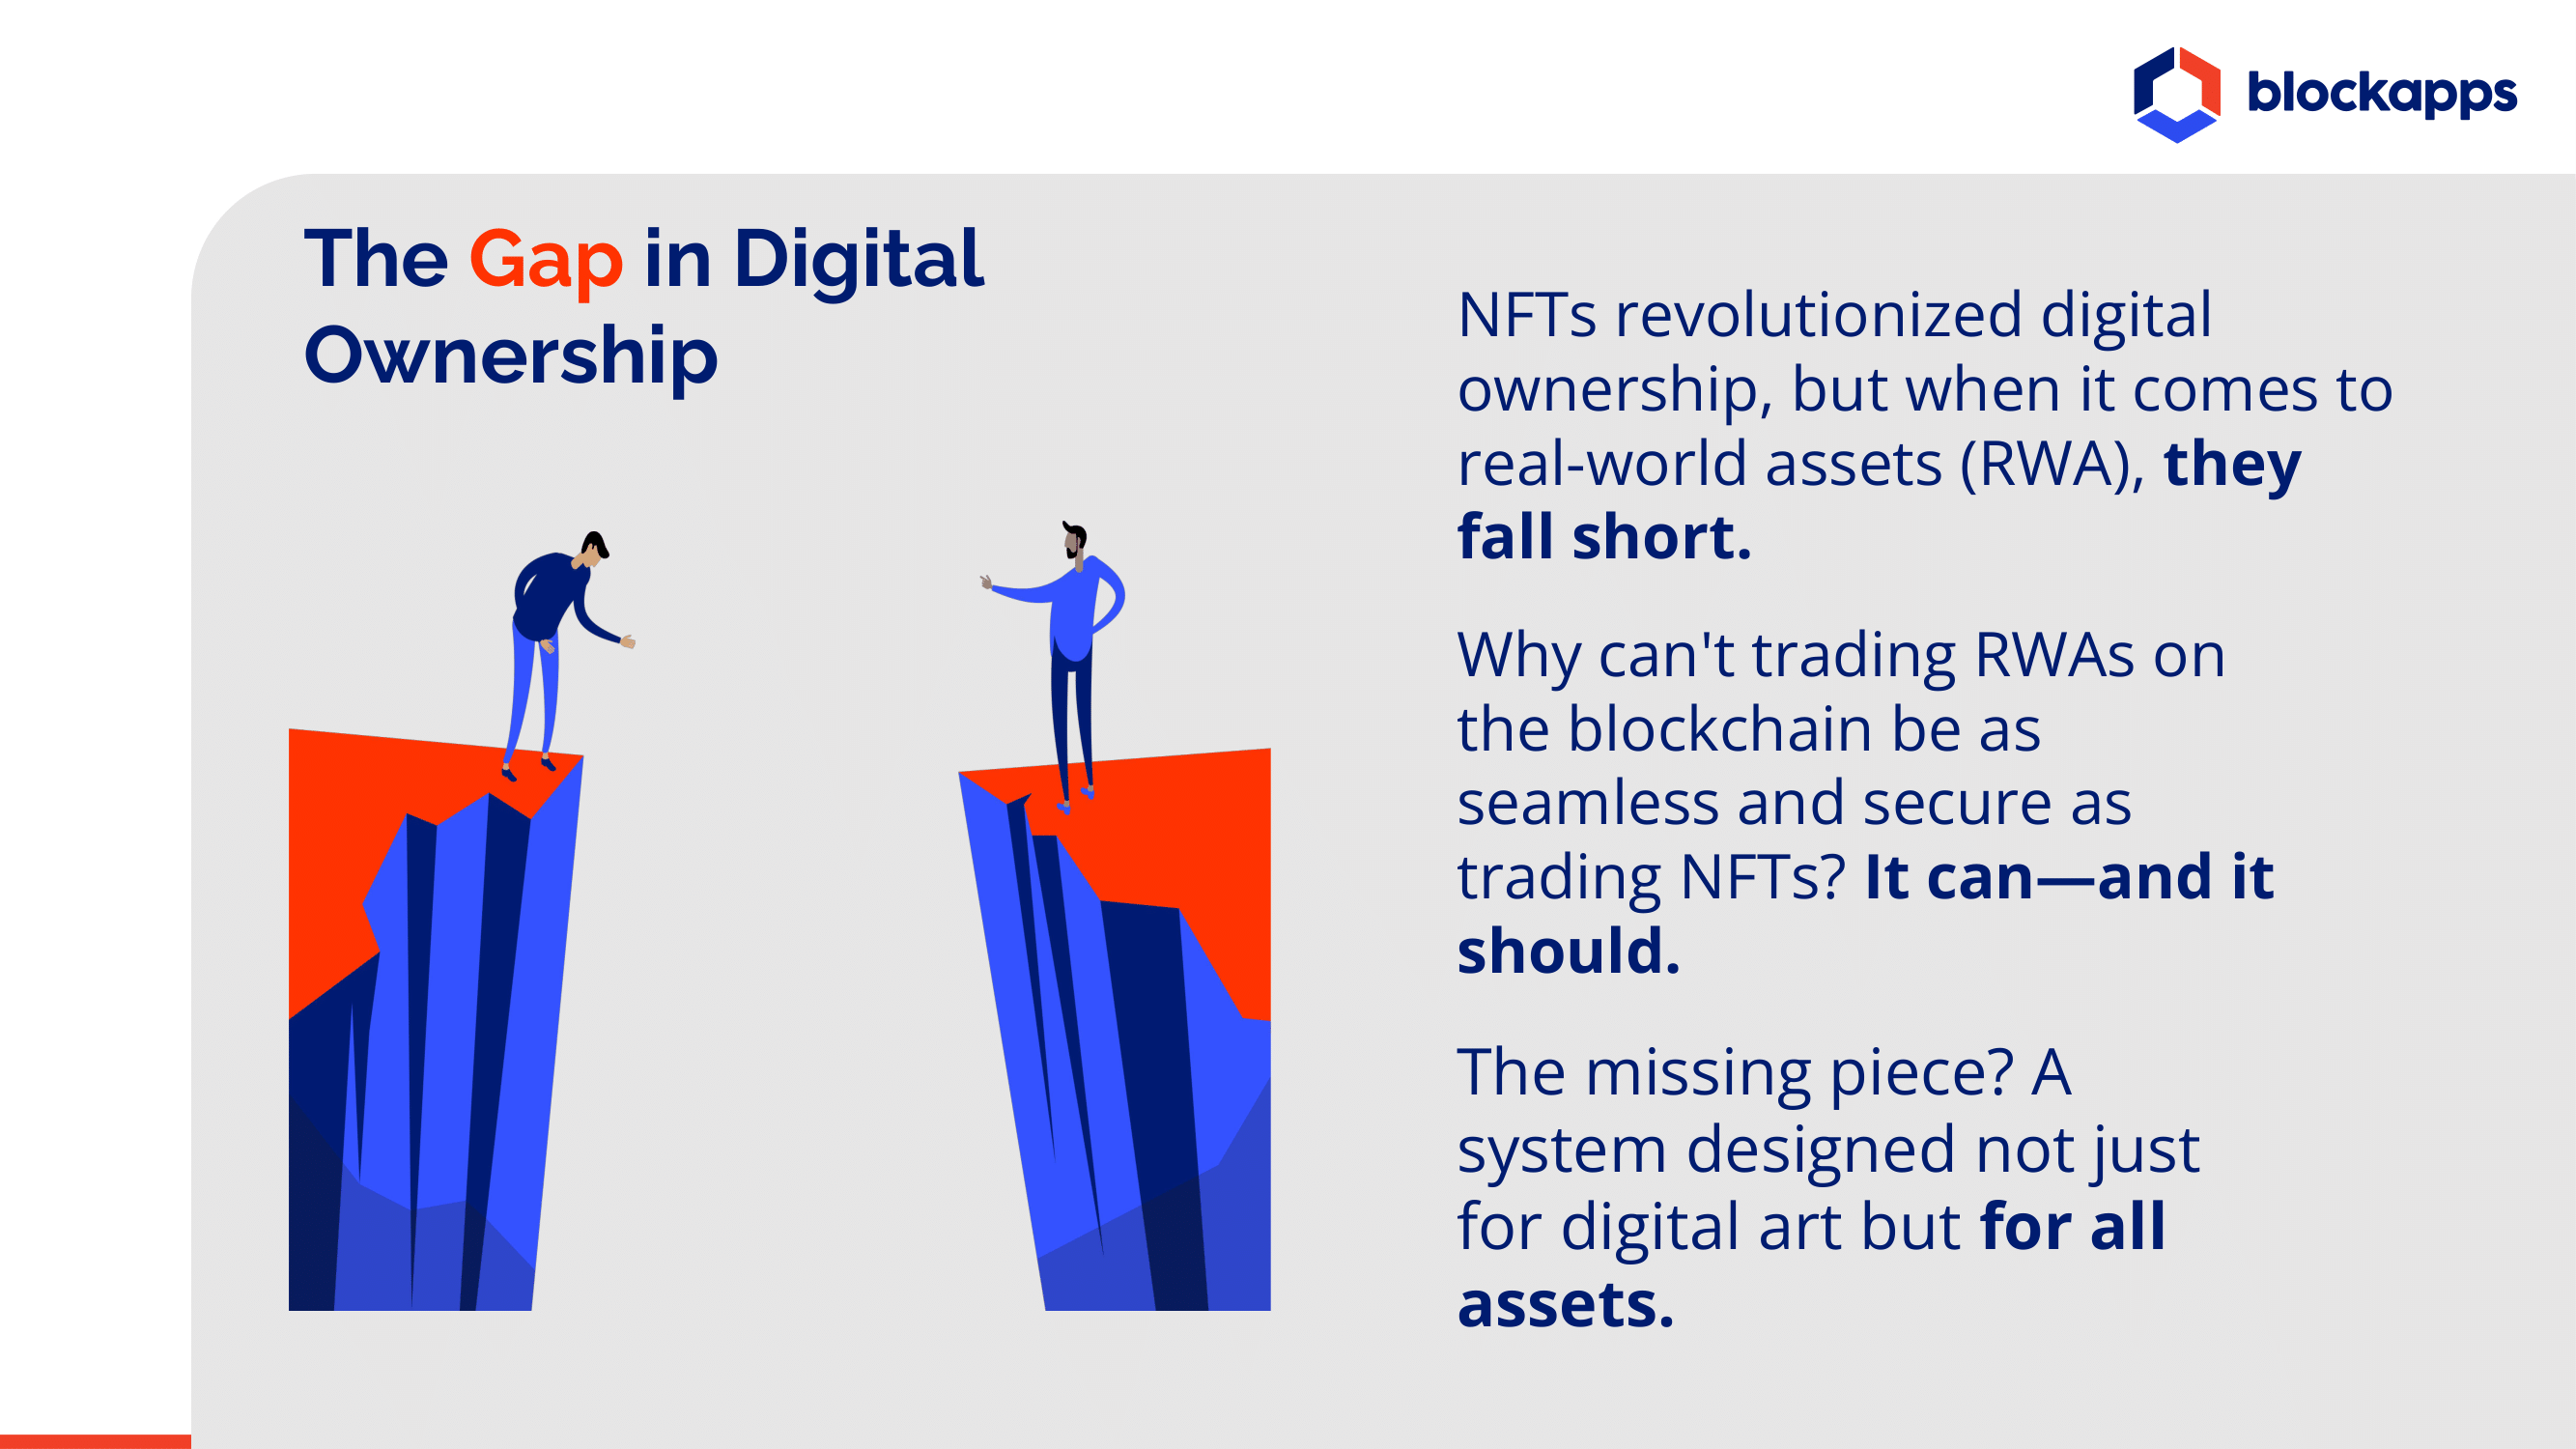 blockapps
The Gap in Digital
Ownership
NFTs revolutionized digital
ownership, but when it comes to
real-world assets (RWA), they
fall short.
Why can't trading RWAs on
the blockchain be as
seamless and secure as
trading NFTs? It can—and it
should.
The missing piece? A
system designed not just
for digital art but for all
assets.